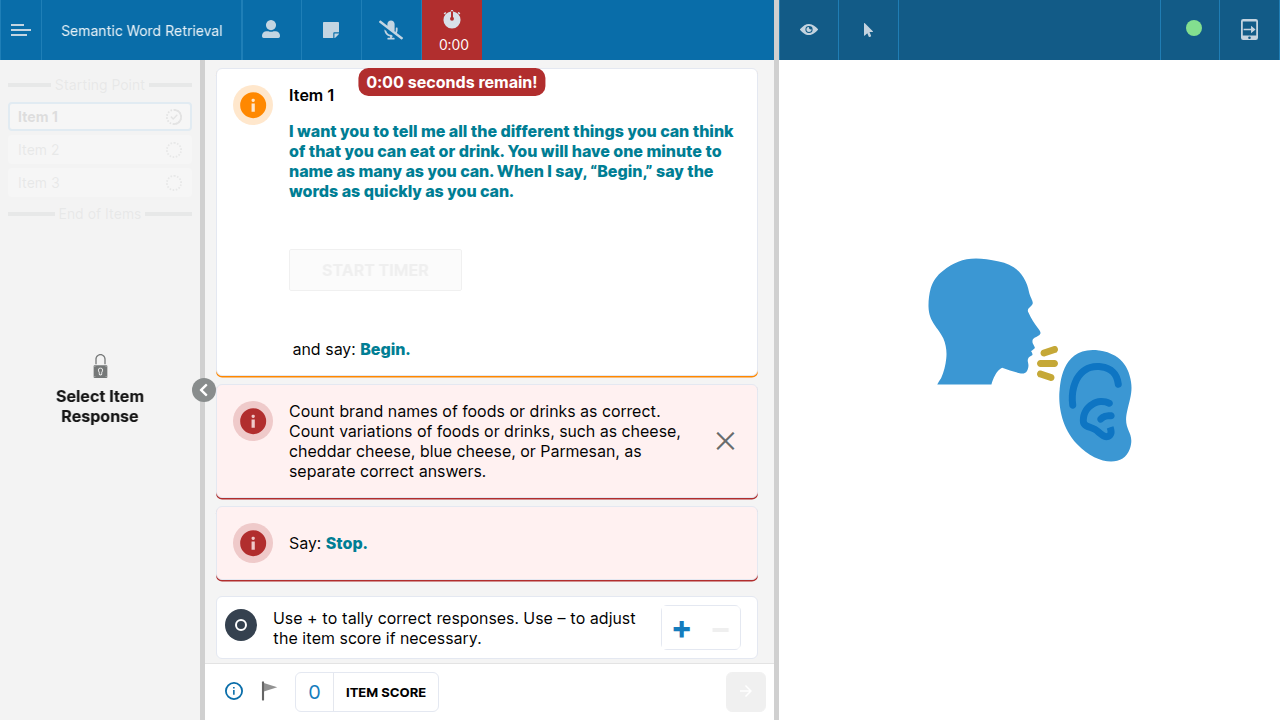 Semantic Word Retrieval
0:00
Starting Point
Item 1
Item 2
Item 3
End of Items
Select Item
Response
0:00 seconds remain!
Item 1
I want you to tell me all the different things you can think
of that you can eat or drink. You will have one minute to
name as many as you can. When I say, “Begin,” say the
words as quickly as you can.
START TIMER
and say: Begin.
Count brand names of foods or drinks as correct.
Count variations of foods or drinks, such as cheese,
cheddar cheese, blue cheese, or Parmesan, as
separate correct answers.
Say: Stop.
Use + to tally correct responses. Use – to adjust
the item score if necessary.
0 ITEM SCORE